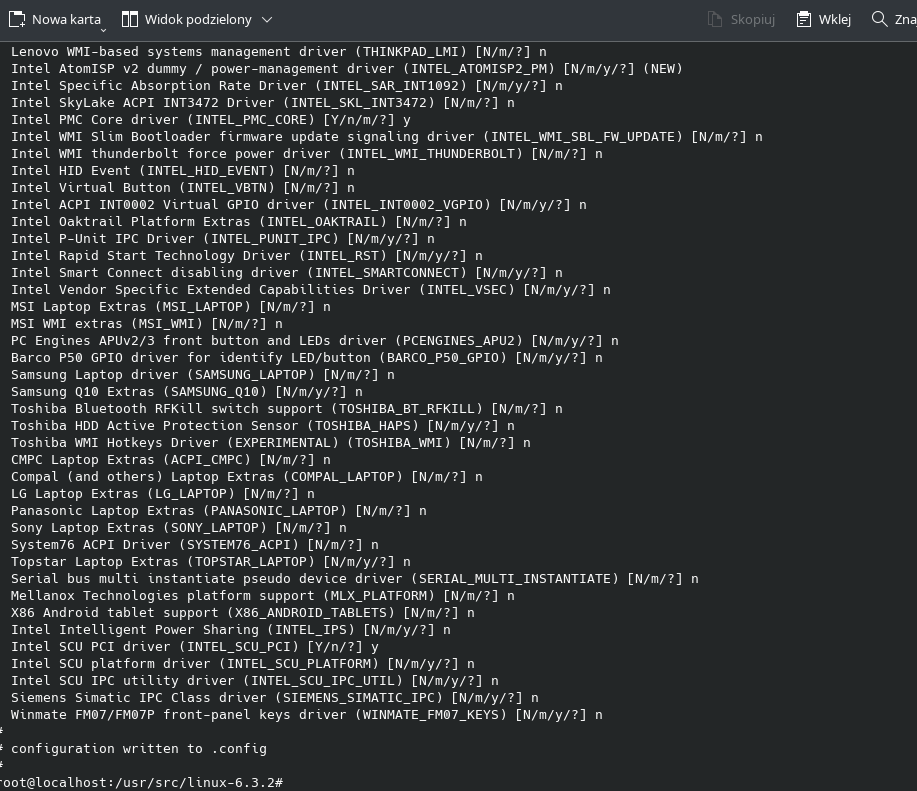 Nowa karta Widok podzielony Skopiuj Wklej Zna
Lenovo WMI-based systems management driver (THINKPAD_LMI) [N/m/?] n
Intel AtomISP v2 dummy / power-management driver (INTEL_ATOMISP2_PM) [N/m/y/?] (NEW)
Intel Specific Absorption Rate Driver (INTEL_SAR_INT1092) [N/m/y/?] n
Intel SkyLake ACPI INT3472 Driver (INTEL_SKL_INT3472) [N/m/?] n
Intel PMC Core driver (INTEL_PMC_CORE) [Y/n/m/?] y
Intel WMI Slim Bootloader firmware update signaling driver (INTEL_WMI_SBL_FW_UPDATE) [N/m/?] n
Intel WMI thunderbolt force power driver (INTEL_WMI_THUNDERBOLT) [N/m/?] n
Intel HID Event (INTEL_HID_EVENT) [N/m/?] n
Intel Virtual Button (INTEL_VBTN) [N/m/?] n
Intel ACPI INT0002 Virtual GPIO driver (INTEL_INT0002_VGPIO) [N/m/y/?] n
Intel Oaktrail Platform Extras (INTEL_OAKTRAIL) [N/m/?] n
Intel P-Unit IPC Driver (INTEL_PUNIT_IPC) [N/m/y/?] n
Intel Rapid Start Technology Driver (INTEL_RST) [N/m/y/?] n
Intel Smart Connect disabling driver (INTEL_SMARTCONNECT) [N/m/y/?] n
Intel Vendor Specific Extended Capabilities Driver (INTEL_VSEC) [N/m/y/?] n
MSI Laptop Extras (MSI_LAPTOP) [N/m/?] n
MSI WMI extras (MSI_WMI) [N/m/?] n
PC Engines APUv2/3 front button and LEDs driver (PCENGINES_APU2) [N/m/y/?] n
Barco P50 GPIO driver for identify LED/button (BARCO_P50_GPIO) [N/m/y/?] n
Samsung Laptop driver (SAMSUNG_LAPTOP) [N/m/?] n
Samsung Q10 Extras (SAMSUNG_Q10) [N/m/y/?] n
Toshiba Bluetooth RFKill switch support (TOSHIBA_BT_RFKILL) [N/m/y/?] n
Toshiba HDD Active Protection Sensor (TOSHIBA_HAPS) [N/m/y/?] n
Toshiba WMI Hotkeys Driver (EXPERIMENTAL) (TOSHIBA_WMI) [N/m/?] n
CMPC Laptop Extras (ACPI_CMPC) [N/m/?] n
Compal (and others) Laptop Extras (COMPAL_LAPTOP) [N/m/?] n
LG Laptop Extras (LG_LAPTOP) [N/m/?] n
Panasonic Laptop Extras (PANASONIC_LAPTOP) [N/m/?] n
Sony Laptop Extras (SONY_LAPTOP) [N/m/?] n
System76 ACPI Driver (SYSTEM76_ACPI) [N/m/?] n
Topstar Laptop Extras (TOPSTAR_LAPTOP) [N/m/y/?] n
Serial bus multi instantiate pseudo device driver (SERIAL_MULTI_INSTANTIATE) [N/m/?] n
Mellanox Technologies platform support (MLX_PLATFORM) [N/m/?] n
X86 Android tablet support (X86_ANDROID_TABLETS) [N/m/?] n
Intel Intelligent Power Sharing (INTEL_IPS) [N/m/y/?] n
Intel SCU PCI driver (INTEL_SCU_PCI) [Y/n/?] y
Intel SCU platform driver (INTEL_SCU_PLATFORM) [N/m/y/?] n
Intel SCU IPC utility driver (INTEL_SCU_IPC_UTIL) [N/m/y/?] n
Siemens Simatic IPC Class driver (SIEMENS_SIMATIC_IPC) [N/m/y/?] n
Winmate FM07/FM07P front-panel keys driver (WINMATE_FM07_KEYS) [N/m/y/?] n
#
# configuration written to .config
#
root@localhost:/usr/src/linux-6.3.2#